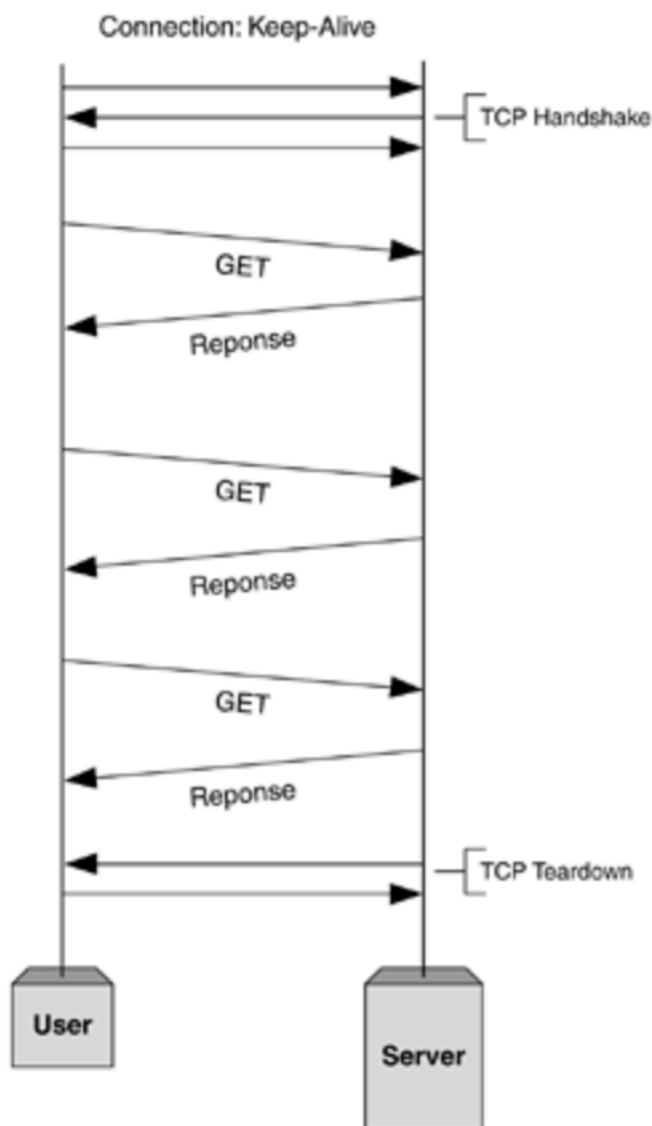 Connection: Keep-Alive
TCP Handshake
GET
Reponse
GET
Reponse
GET
Reponse
TCP Teardown
User
Server